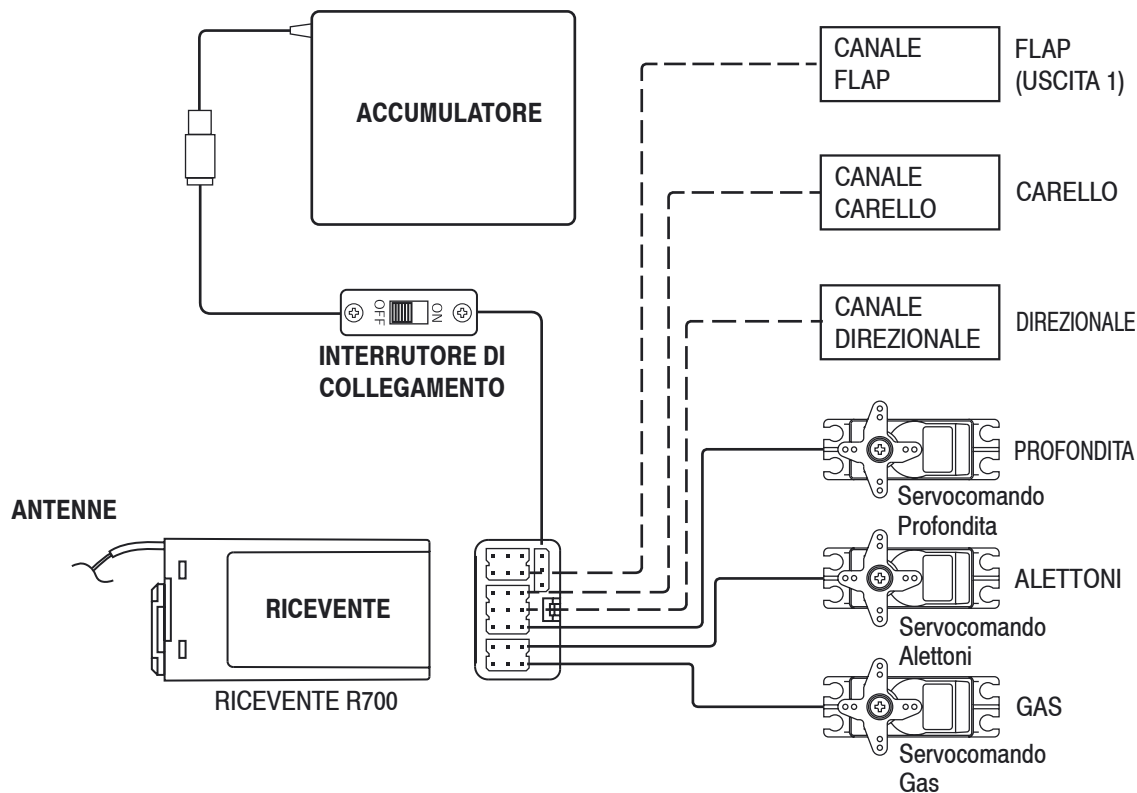 ACCUMULATORE
CANALE
FLAP
FLAP
(USCITA 1)
CANALE
CARELLO
CARELLO
OFF
ON
INTERRUTORE DI
COLLEGAMENTO
CANALE
DIREZIONALE
DIREZIONALE
PROFONDITA
Servocomando
Profondita
ANTENNE
RICEVENTE
RICEVENTE R700
ALETTONI
Servocomando
Alettoni
GAS
Servocomando
Gas